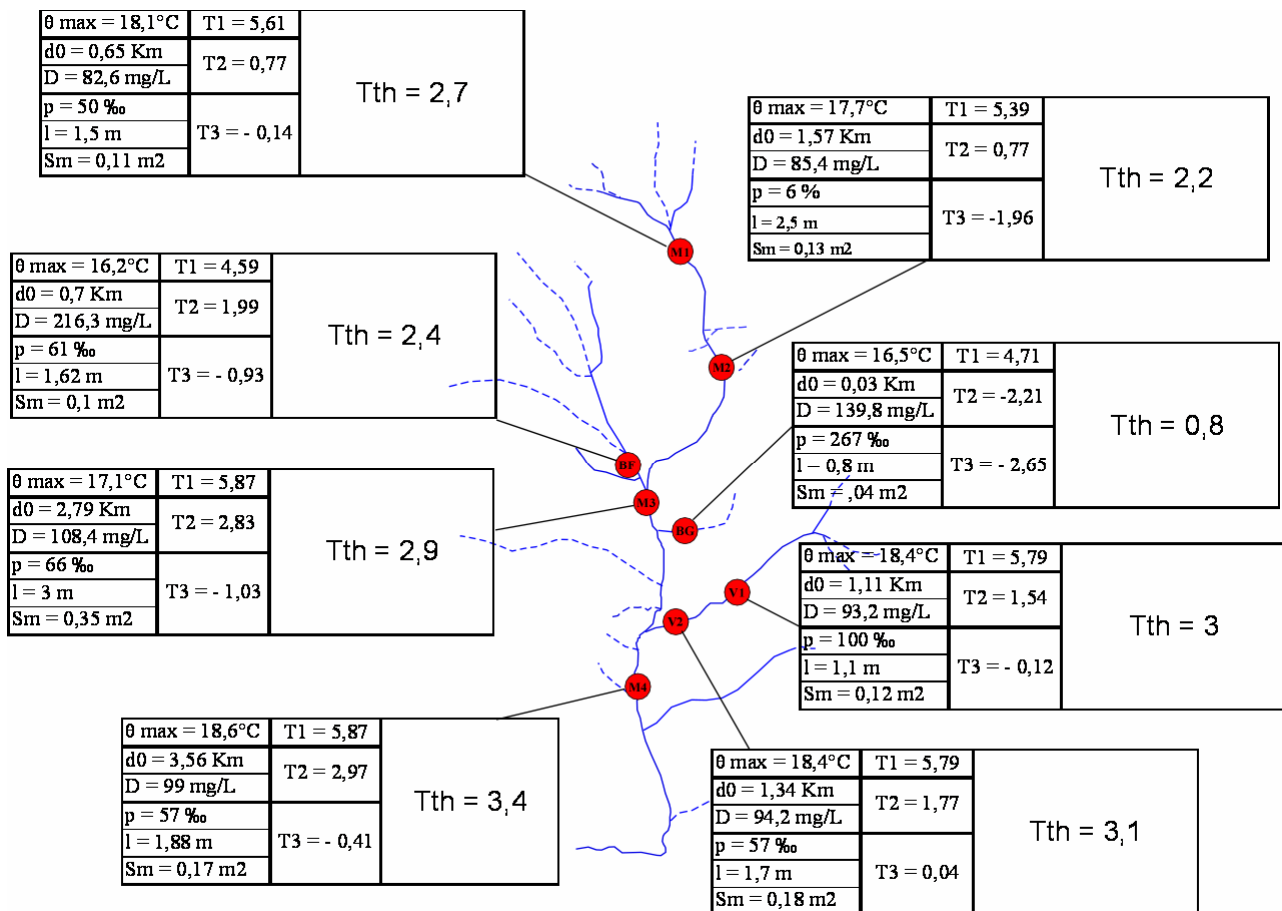 θ max = 18,1°C T1 = 5,61
d0 = 0,65 Km
D = 82,6 mg/L
T2 = 0,77
p = 50 ‰
l = 1,5 m
Sm = 0,11 m2
T3 = - 0,14
Tth = 2,7
θ max = 17,7°C T1 = 5,39
d0 = 1,57 Km
D = 85,4 mg/L
T2 = 0,77
p = 6 %
l = 2,5 m
Sm = 0,13 m2
T3 = -1,96
Tth = 2,2
M1
θ max = 16,2°C T1 = 4,59
d0 = 0,7 Km
D = 216,3 mg/L
T2 = 1,99
p = 61 ‰
l = 1,62 m
Sm = 0,1 m2
T3 = - 0,93
Tth = 2,4
M2
θ max = 16,5°C T1 = 4,71
d0 = 0,03 Km
D = 139,8 mg/L
T2 = -2,21
p = 267 ‰
l – 0,8 m
Sm = ,04 m2
T3 = - 2,65
Tth = 0,8
BF
θ max = 17,1°C T1 = 5,87
d0 = 2,79 Km
D = 108,4 mg/L
T2 = 2,83
p = 66 ‰
l = 3 m
Sm = 0,35 m2
T3 = - 1,03
Tth = 2,9
M3
BG
θ max = 18,4°C T1 = 5,79
d0 = 1,11 Km
D = 93,2 mg/L
T2 = 1,54
p = 100 ‰
l = 1,1 m
Sm = 0,12 m2
T3 = - 0,12
Tth = 3
V1
V2
M4
θ max = 18,6°C T1 = 5,87
d0 = 3,56 Km
D = 99 mg/L
T2 = 2,97
p = 57 ‰
l = 1,88 m
Sm = 0,17 m2
T3 = - 0,41
Tth = 3,4
θ max = 18,4°C T1 = 5,79
d0 = 1,34 Km
D = 94,2 mg/L
T2 = 1,77
p = 57 ‰
l = 1,7 m
Sm = 0,18 m2
T3 = 0,04
Tth = 3,1